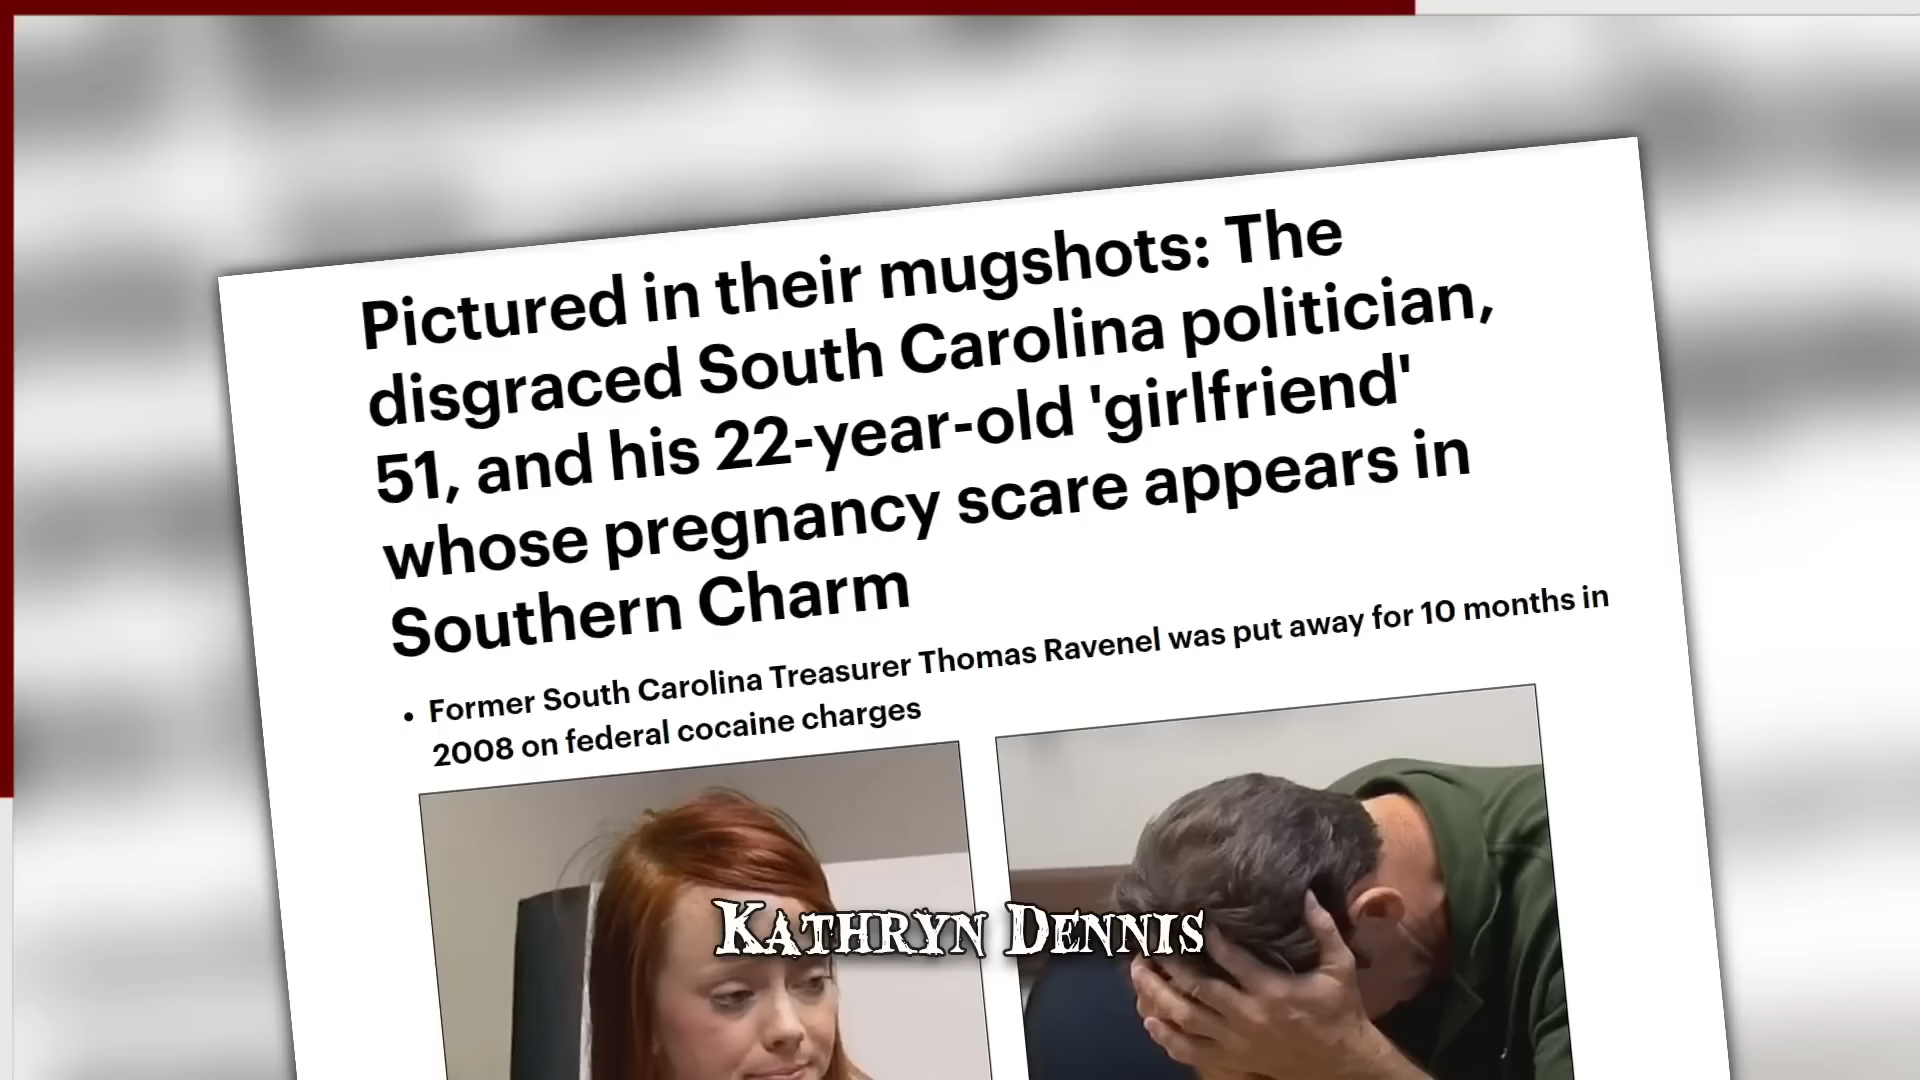 Pictured in their mugshots: The
disgraced South Carolina politician,
51, and his 22-year-old 'girlfriend'
whose pregnancy scare appears in
Southern Charm
• Former South Carolina Treasurer Thomas Ravenel was put away for 10 months in
2008 on federal cocaine charges
Kathryn Dennis